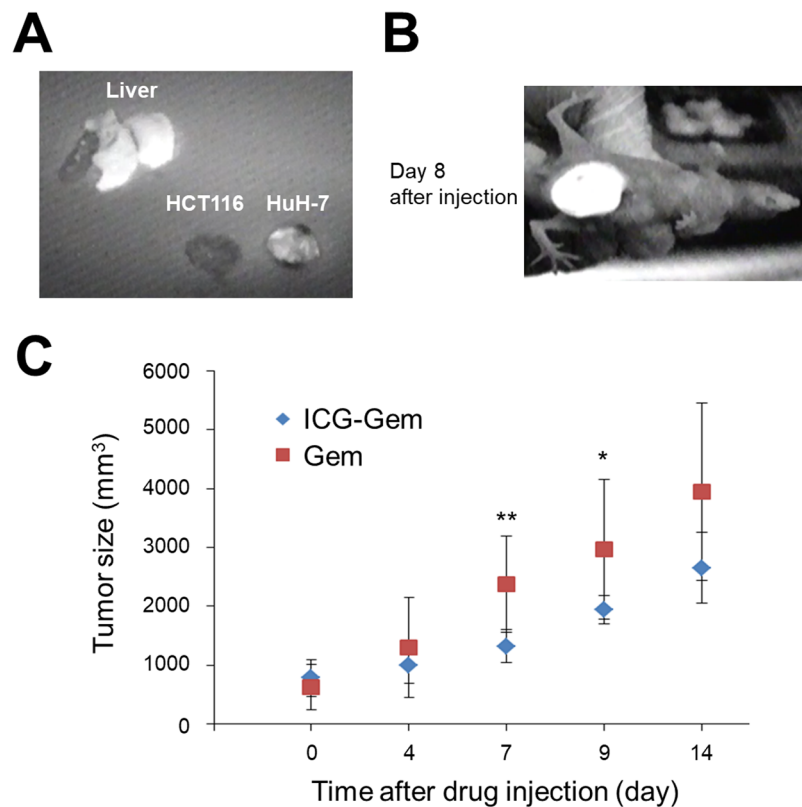 A
Liver
HCT116
HuH-7
B
Day 8
after injection
C
Tumor size (mm³)
6000
5000
4000
3000
2000
1000
0
ICG-Gem
Gem
**
*
0
4
7
9
14
Time after drug injection (day)